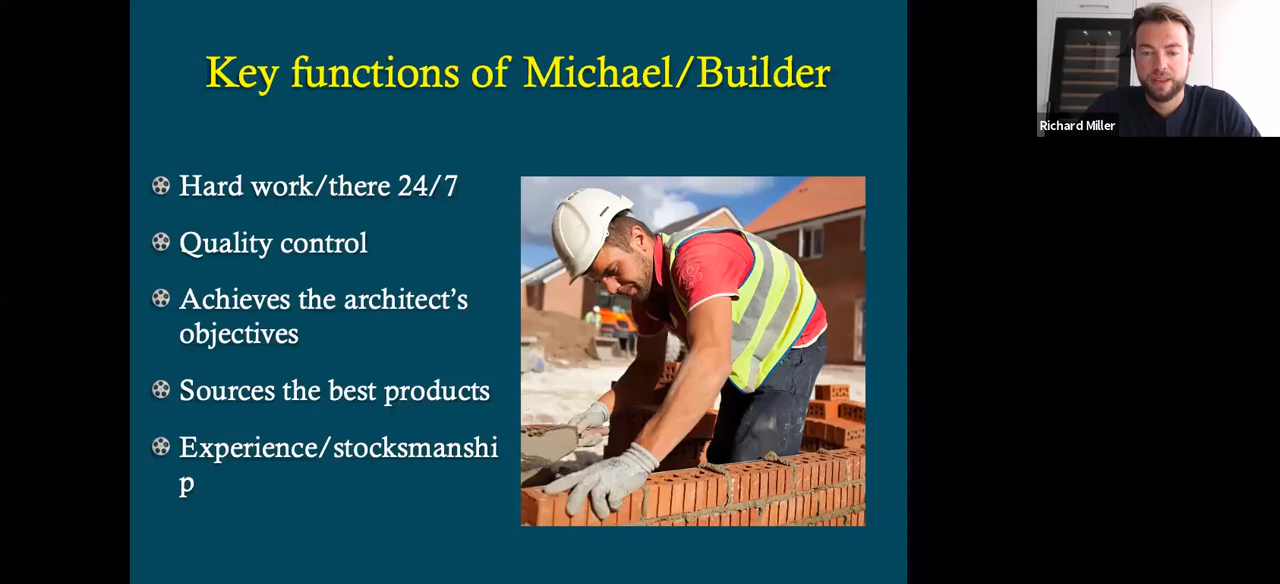 Key functions of Michael/Builder
Richard Miller
Hard work/there 24/7
Quality control
Achieves the architect’s
objectives
Sources the best products
Experience/stocksmanshi
p